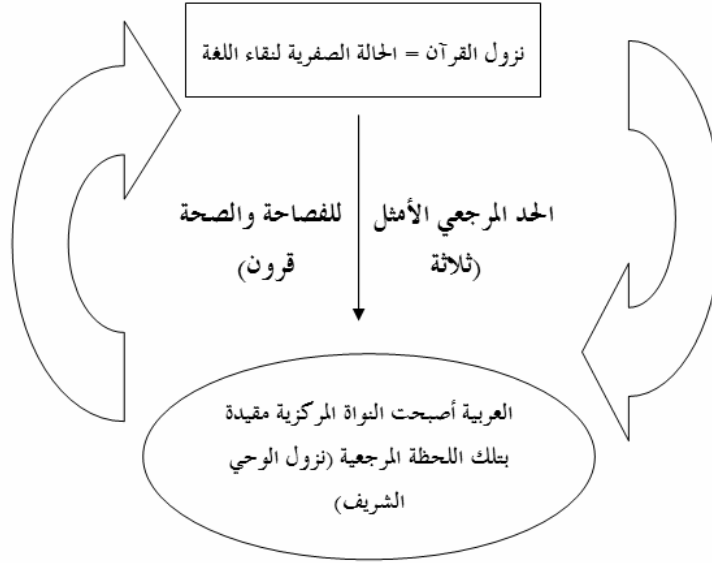 نزول القرآن = الحالة الصفرية لنقاء اللغة
الحد المرجعي الأمثل للفصاحة والصحة
(ثلاثة قرون)
العربية أصبحت النواة المركزية مقيدة
بتلك اللحظة المرجعية (نزول الوحي
الشريف)